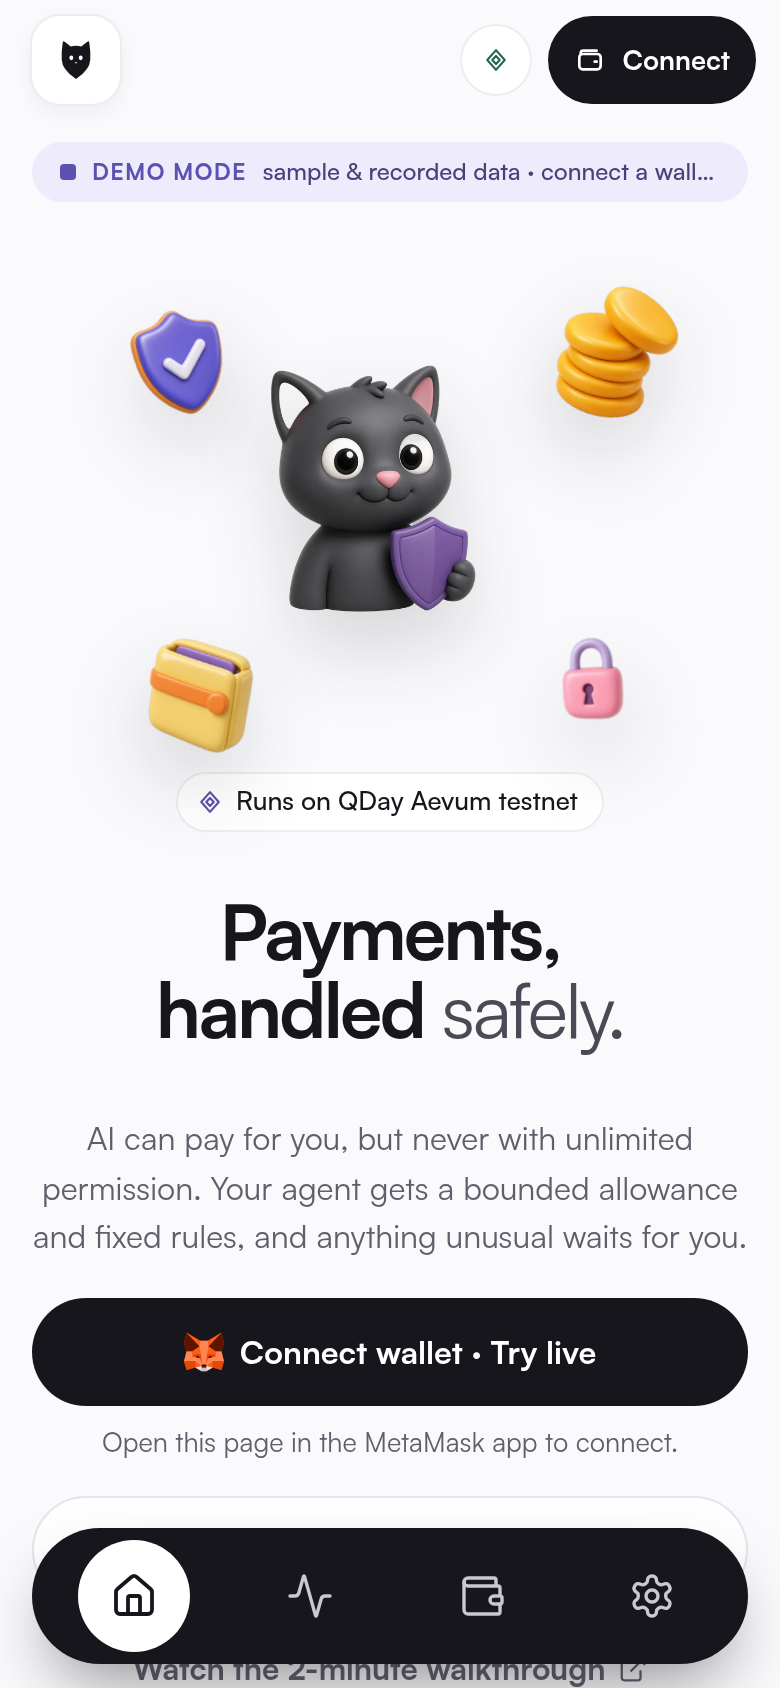 Connect
DEMO MODE sample & recorded data · connect a wall...
Runs on QDay Aevum testnet
Payments,
handled safely.
AI can pay for you, but never with unlimited
permission. Your agent gets a bounded allowance
and fixed rules, and anything unusual waits for you.
Connect wallet · Try live
Open this page in the MetaMask app to connect.
Watch the 2-minute walkthrough